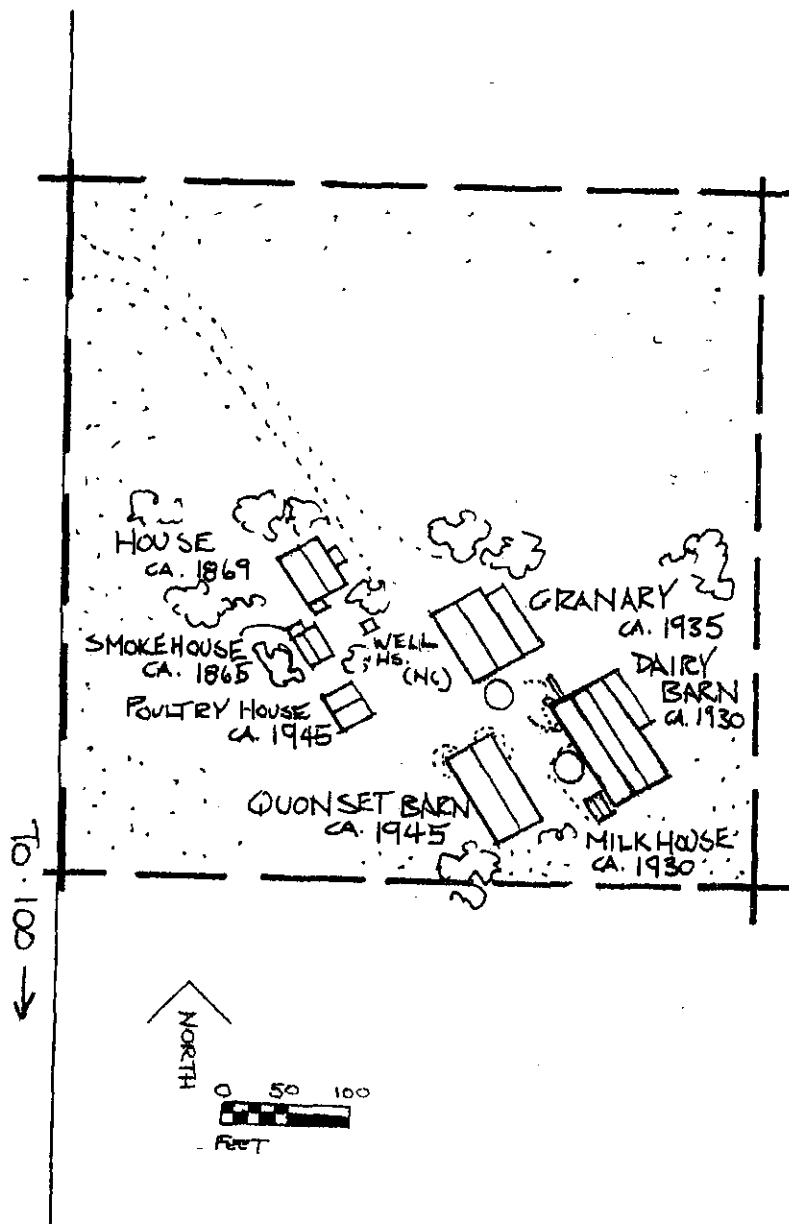 HOUSE
CA. 1869
SMOKEHOUSE
CA. 1865
WELL
HS.
(NC)
POULTRY HOUSE
CA. 1945
GRANARY
CA. 1935
DAIRY
BARN
CA. 1930
QUONSET BARN
CA. 1945
MILKHOUSE
CA. 1930
TO 18 ←
NORTH
0 50 100
FEET